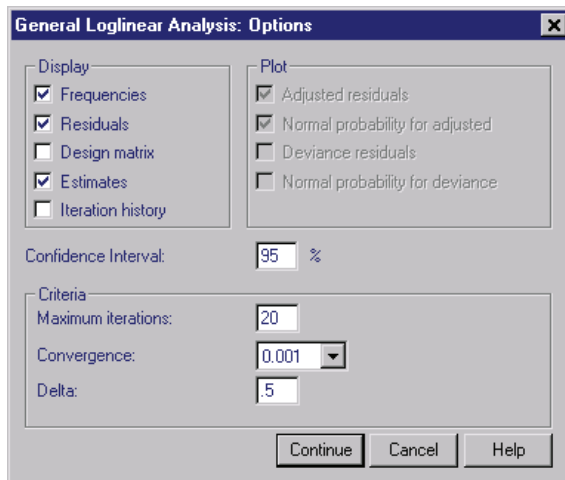 General Loglinear Analysis: Options
Display
Frequencies
Residuals
Design matrix
Estimates
Iteration history
Plot
Adjusted residuals
Normal probability for adjusted
Deviance residuals
Normal probability for deviance
Confidence Interval: 95 %
Criteria
Maximum iterations: 20
Convergence: 0.001
Delta: .5
Continue Cancel Help